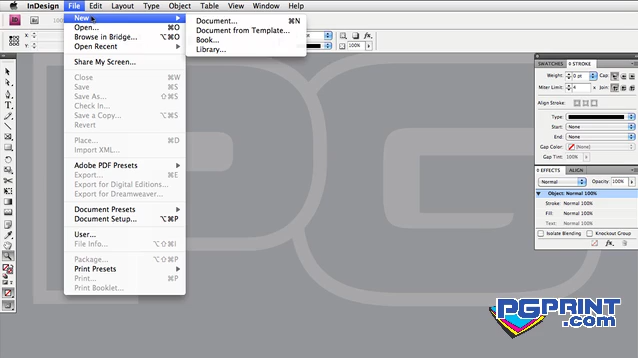 InDesign File Edit Layout Type Object Table View Window Help
New
Open... ⌘O
Browse in Bridge... ⌥⌘O
Open Recent
Share My Screen...
Close ⌘W
Save ⌘S
Save As... ⇧⌘S
Check In...
Save a Copy... ⌥⌘S
Revert
Place... ⌘D
Import XML...
Adobe PDF Presets
Export... ⌘E
Export for Digital Editions...
Export for Dreamweaver...
Document Presets
Document Setup... ⌥⌘P
User...
File Info... ⌥⇧⌘I
Package... ⌥⇧⌘P
Print Presets
Print... ⌘P
Print Booklet...
Document... ⌘N
Document from Template...
Book...
Library...
100%
SWATCHES STROKE
Weight: 0 pt Cap:
Miter Limit: 4 x Join:
Align Stroke:
Type:
Start: None
End: None
Gap Color: [None]
Gap Tint: 100%
EFFECTS ALIGN
Normal Opacity: 100%
Object: Normal 100%
Stroke: Normal 100%
Fill: Normal 100%
Text: Normal 100%
Isolate Blending Knockout Group
PG
PGPRINT
.com